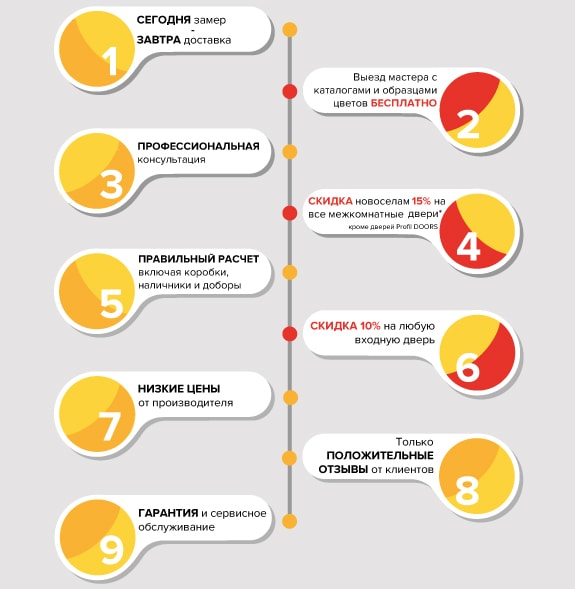 СЕГОДНЯ замер
-
ЗАВТРА доставка
1
Выезд мастера с
каталогами и образцами
цветов БЕСПЛАТНО
2
ПРОФЕССИОНАЛЬНАЯ
консультация
3
СКИДКА новоселам 15% на
все межкомнатные двери*
кроме дверей Profil DOORS
4
ПРАВИЛЬНЫЙ РАСЧЕТ
включая коробки,
наличники и доборы
5
СКИДКА 10% на любую
входную дверь
6
НИЗКИЕ ЦЕНЫ
от производителя
7
Только
ПОЛОЖИТЕЛЬНЫЕ
ОТЗЫВЫ от клиентов
8
ГАРАНТИЯ и сервисное
обслуживание
9